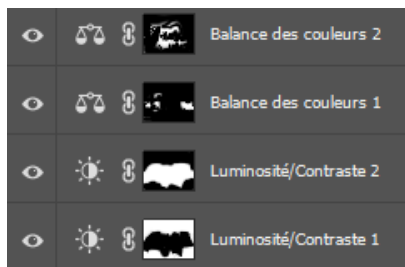 Balance des couleurs 2
Balance des couleurs 1
Luminosité/Contraste 2
Luminosité/Contraste 1